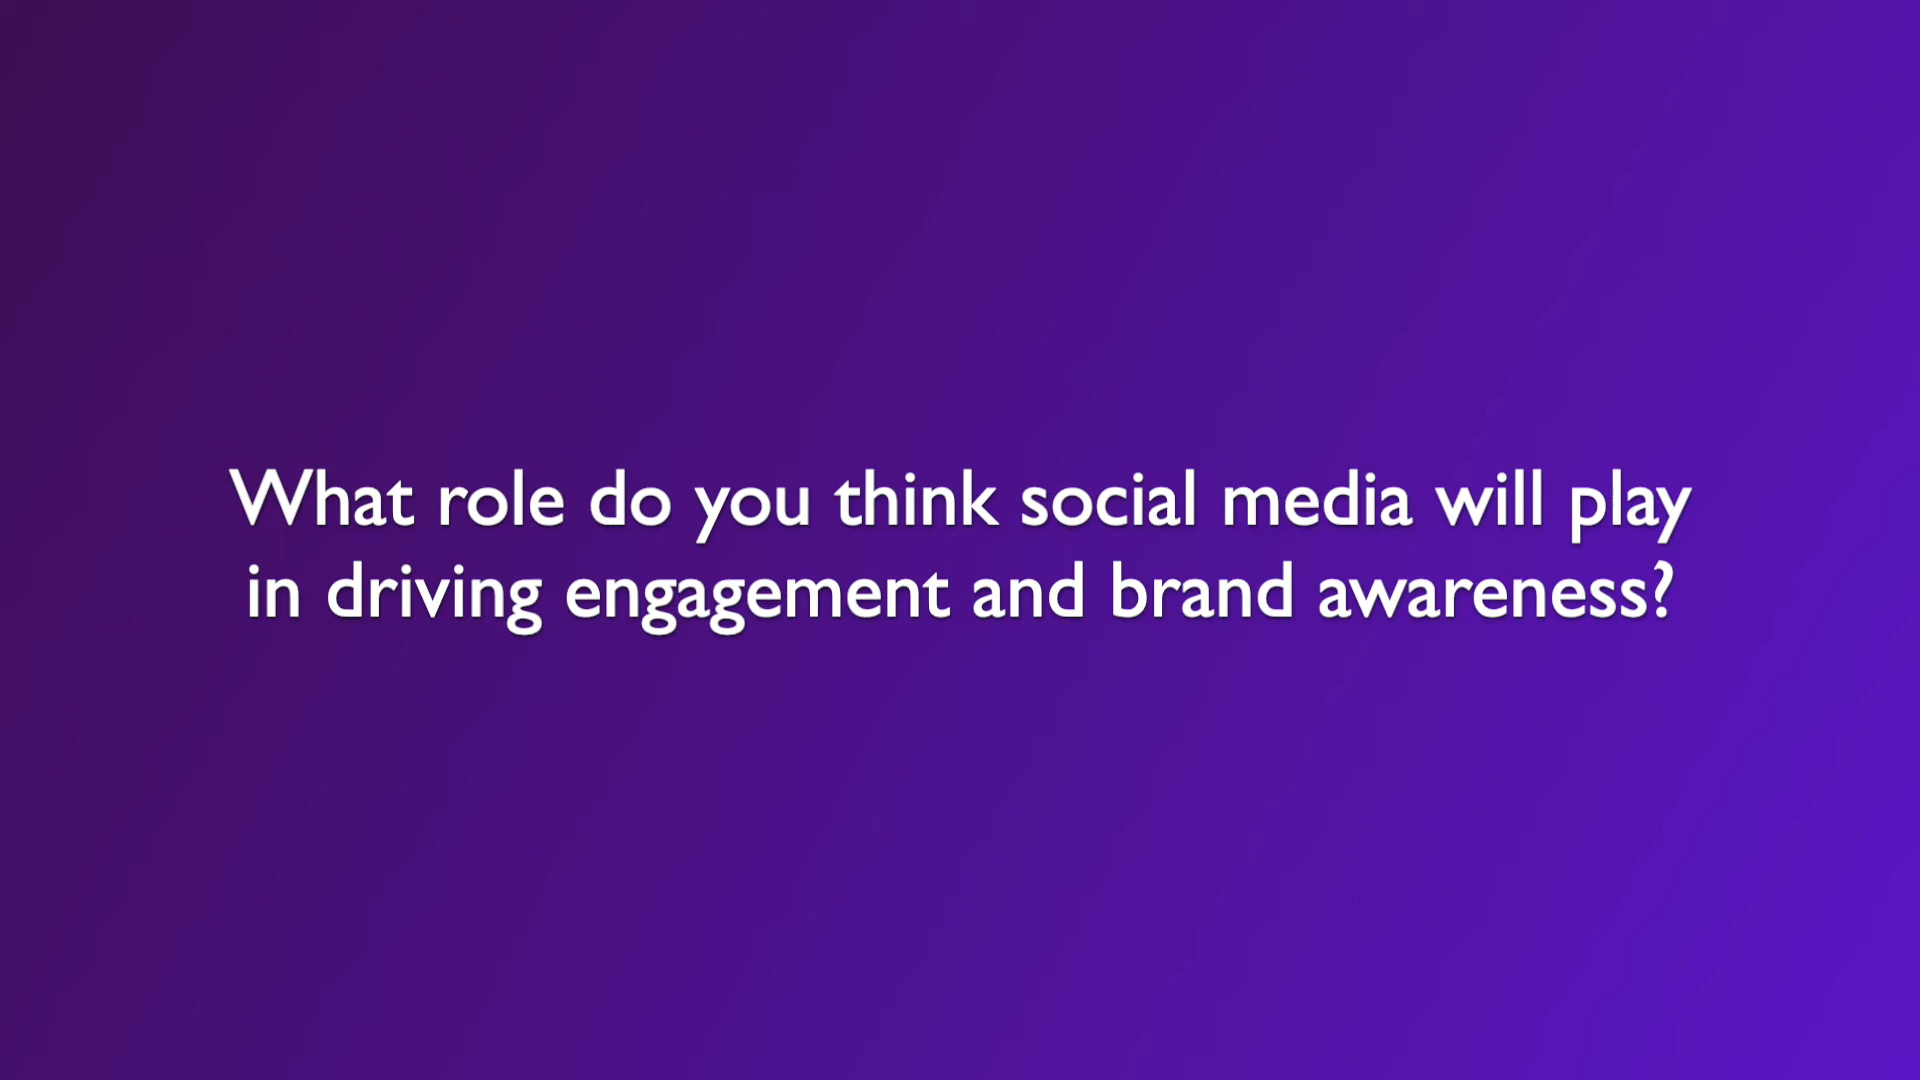 What role do you think social media will play
in driving engagement and brand awareness?